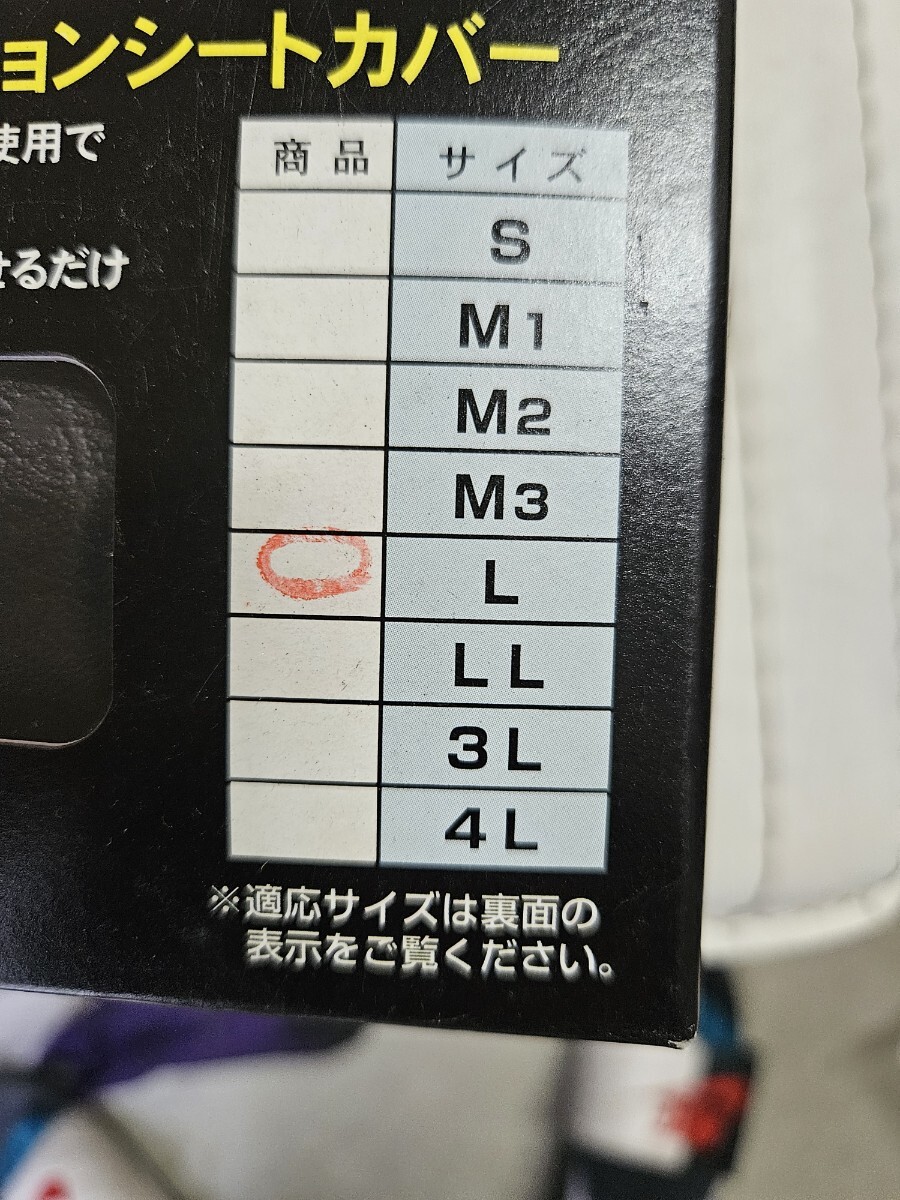 ョンシートカバー
使用で
せるだけ
商品 サイズ
S
M1
M2
M3
L
LL
3L
4L
※適応サイズは裏面の
表示をご覧ください。